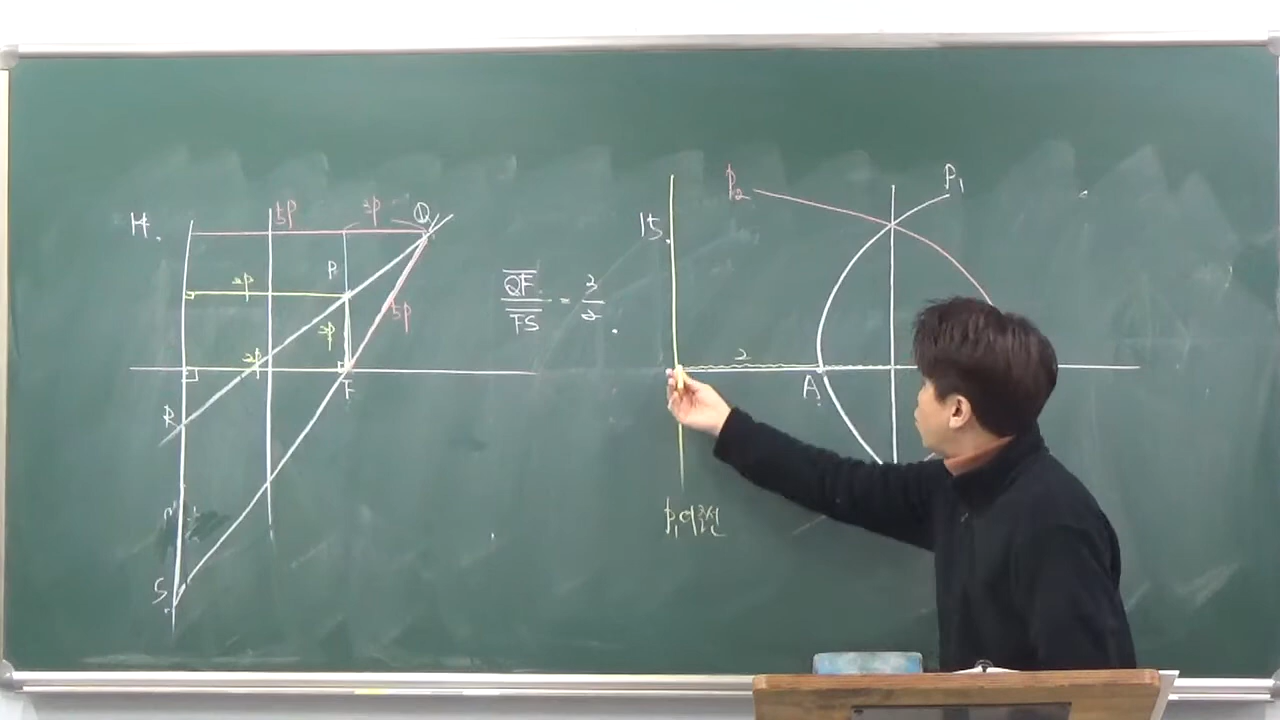 14.
5p
3p
Q
2p
P
2p
5p
2p
F
R
S
QF
FS
= 3
2
.
15.
P2
P1
2
A
P1의 준선